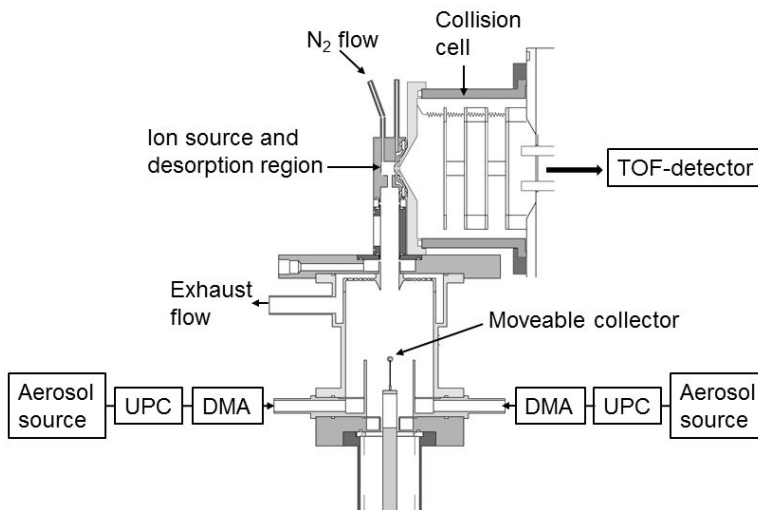 Collision
cell
N₂ flow
Ion source and
desorption region
TOF-detector
Exhaust
flow
Moveable collector
Aerosol
source
UPC
DMA
DMA
UPC
Aerosol
source